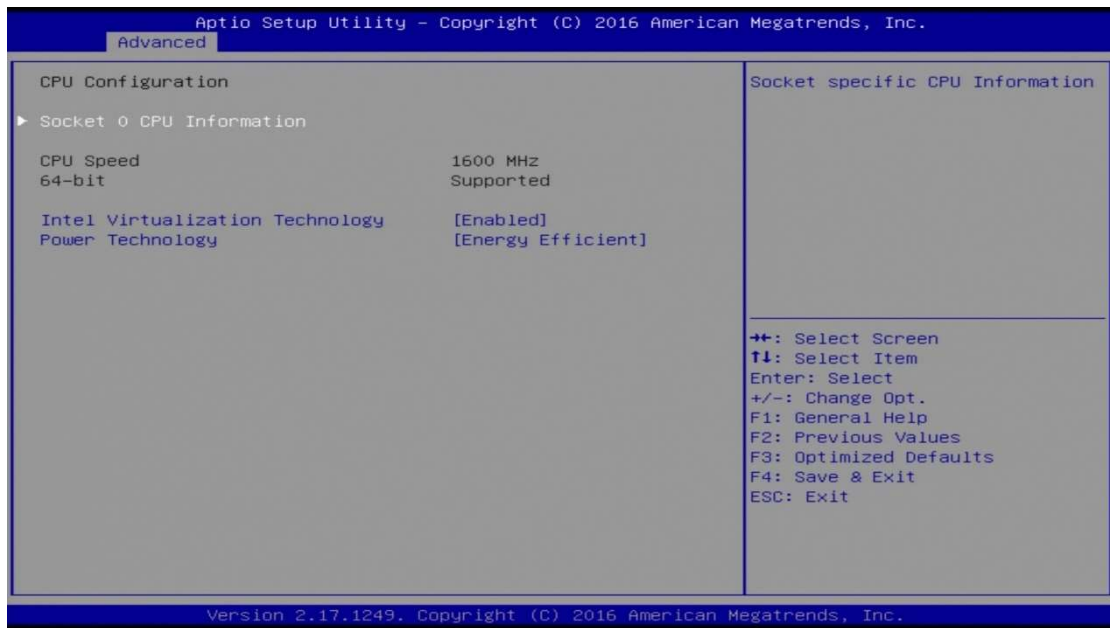 Aptio Setup Utility – Copyright (C) 2016 American Megatrends, Inc.
Advanced
CPU Configuration
Socket 0 CPU Information
CPU Speed 1600 MHz
64-bit Supported
Intel Virtualization Technology [Enabled]
Power Technology [Energy Efficient]
Socket specific CPU Information
→←: Select Screen
↑↓: Select Item
Enter: Select
+/-: Change Opt.
F1: General Help
F2: Previous Values
F3: Optimized Defaults
F4: Save & Exit
ESC: Exit
Version 2.17.1249. Copyright (C) 2016 American Megatrends, Inc.